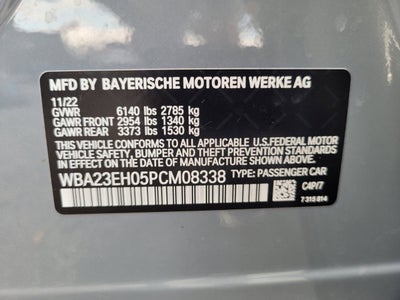 MFD BY BAYERISCHE MOTOREN WERKE AG
11/22
GVWR 6140 lbs 2785 kg
GAWR FRONT 2954 lbs 1340 kg
GAWR REAR 3373 lbs 1530 kg
THIS VEHICLE CONFORMS TO ALL APPLICABLE U.S.FEDERAL MOTOR
VEHICLE SAFETY, BUMPER, AND THEFT PREVENTION STANDARDS
IN EFFECT ON THE DATE OF MANUFACTURE SHOWN ABOVE.
WBA23EH05PCM08338 TYPE: PASSENGER CAR
C4P/7
7 315 814